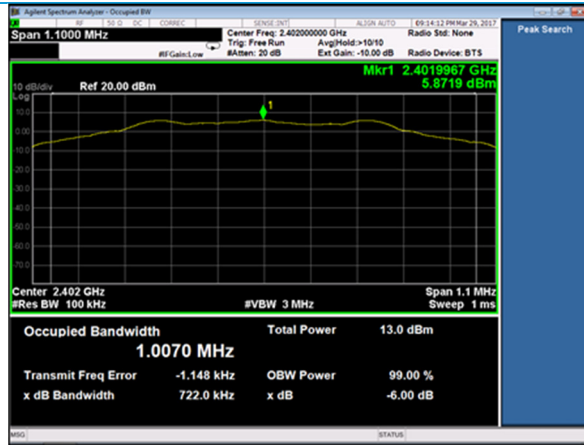 Agilent Spectrum Analyzer - Occupied BW
RF 50 Ω DC CORREC SENSE:INT ALIGN AUTO 09:14:12 PM Mar 29, 2017
Span 1.1000 MHz Center Freq: 2.402000000 GHz Radio Std: None Peak Search
Trig: Free Run Avg|Hold:>10/10
#IFGain:Low #Atten: 20 dB Ext Gain: -10.00 dB Radio Device: BTS
Mkr1 2.4019967 GHz
10 dB/div Ref 20.00 dBm 5.8719 dBm
Log
10.0
1
0.00
-10.0
-20.0
-30.0
-40.0
-50.0
-60.0
-70.0
Center 2.402 GHz Span 1.1 MHz
#Res BW 100 kHz #VBW 3 MHz Sweep 1 ms
Occupied Bandwidth Total Power 13.0 dBm
1.0070 MHz
Transmit Freq Error -1.148 kHz OBW Power 99.00 %
x dB Bandwidth 722.0 kHz x dB -6.00 dB
MSG STATUS